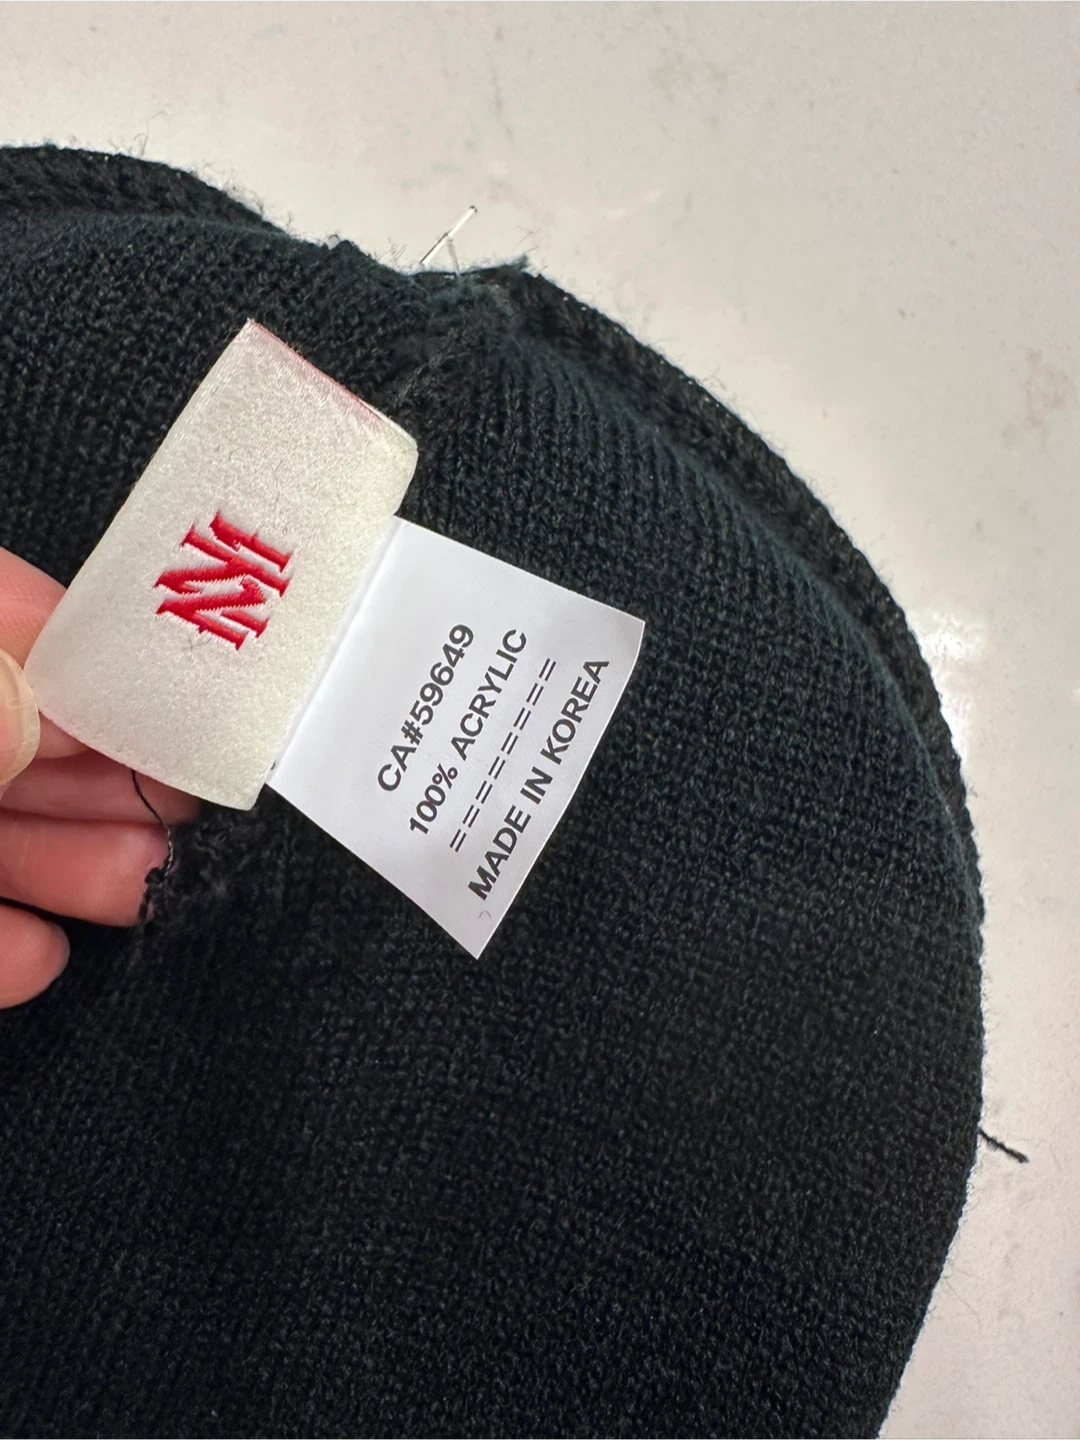 CA#59649
100% ACRYLIC
=========
MADE IN KOREA